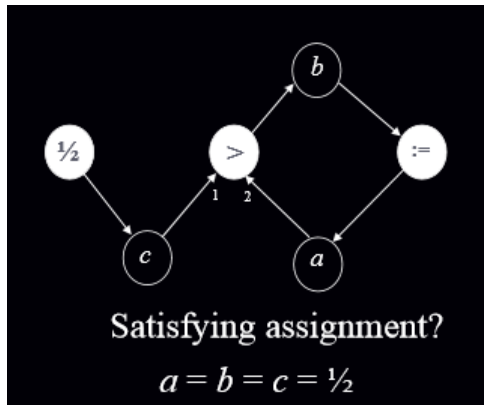 b
½
>
:=
1
2
c
a
Satisfying assignment?
a = b = c = ½